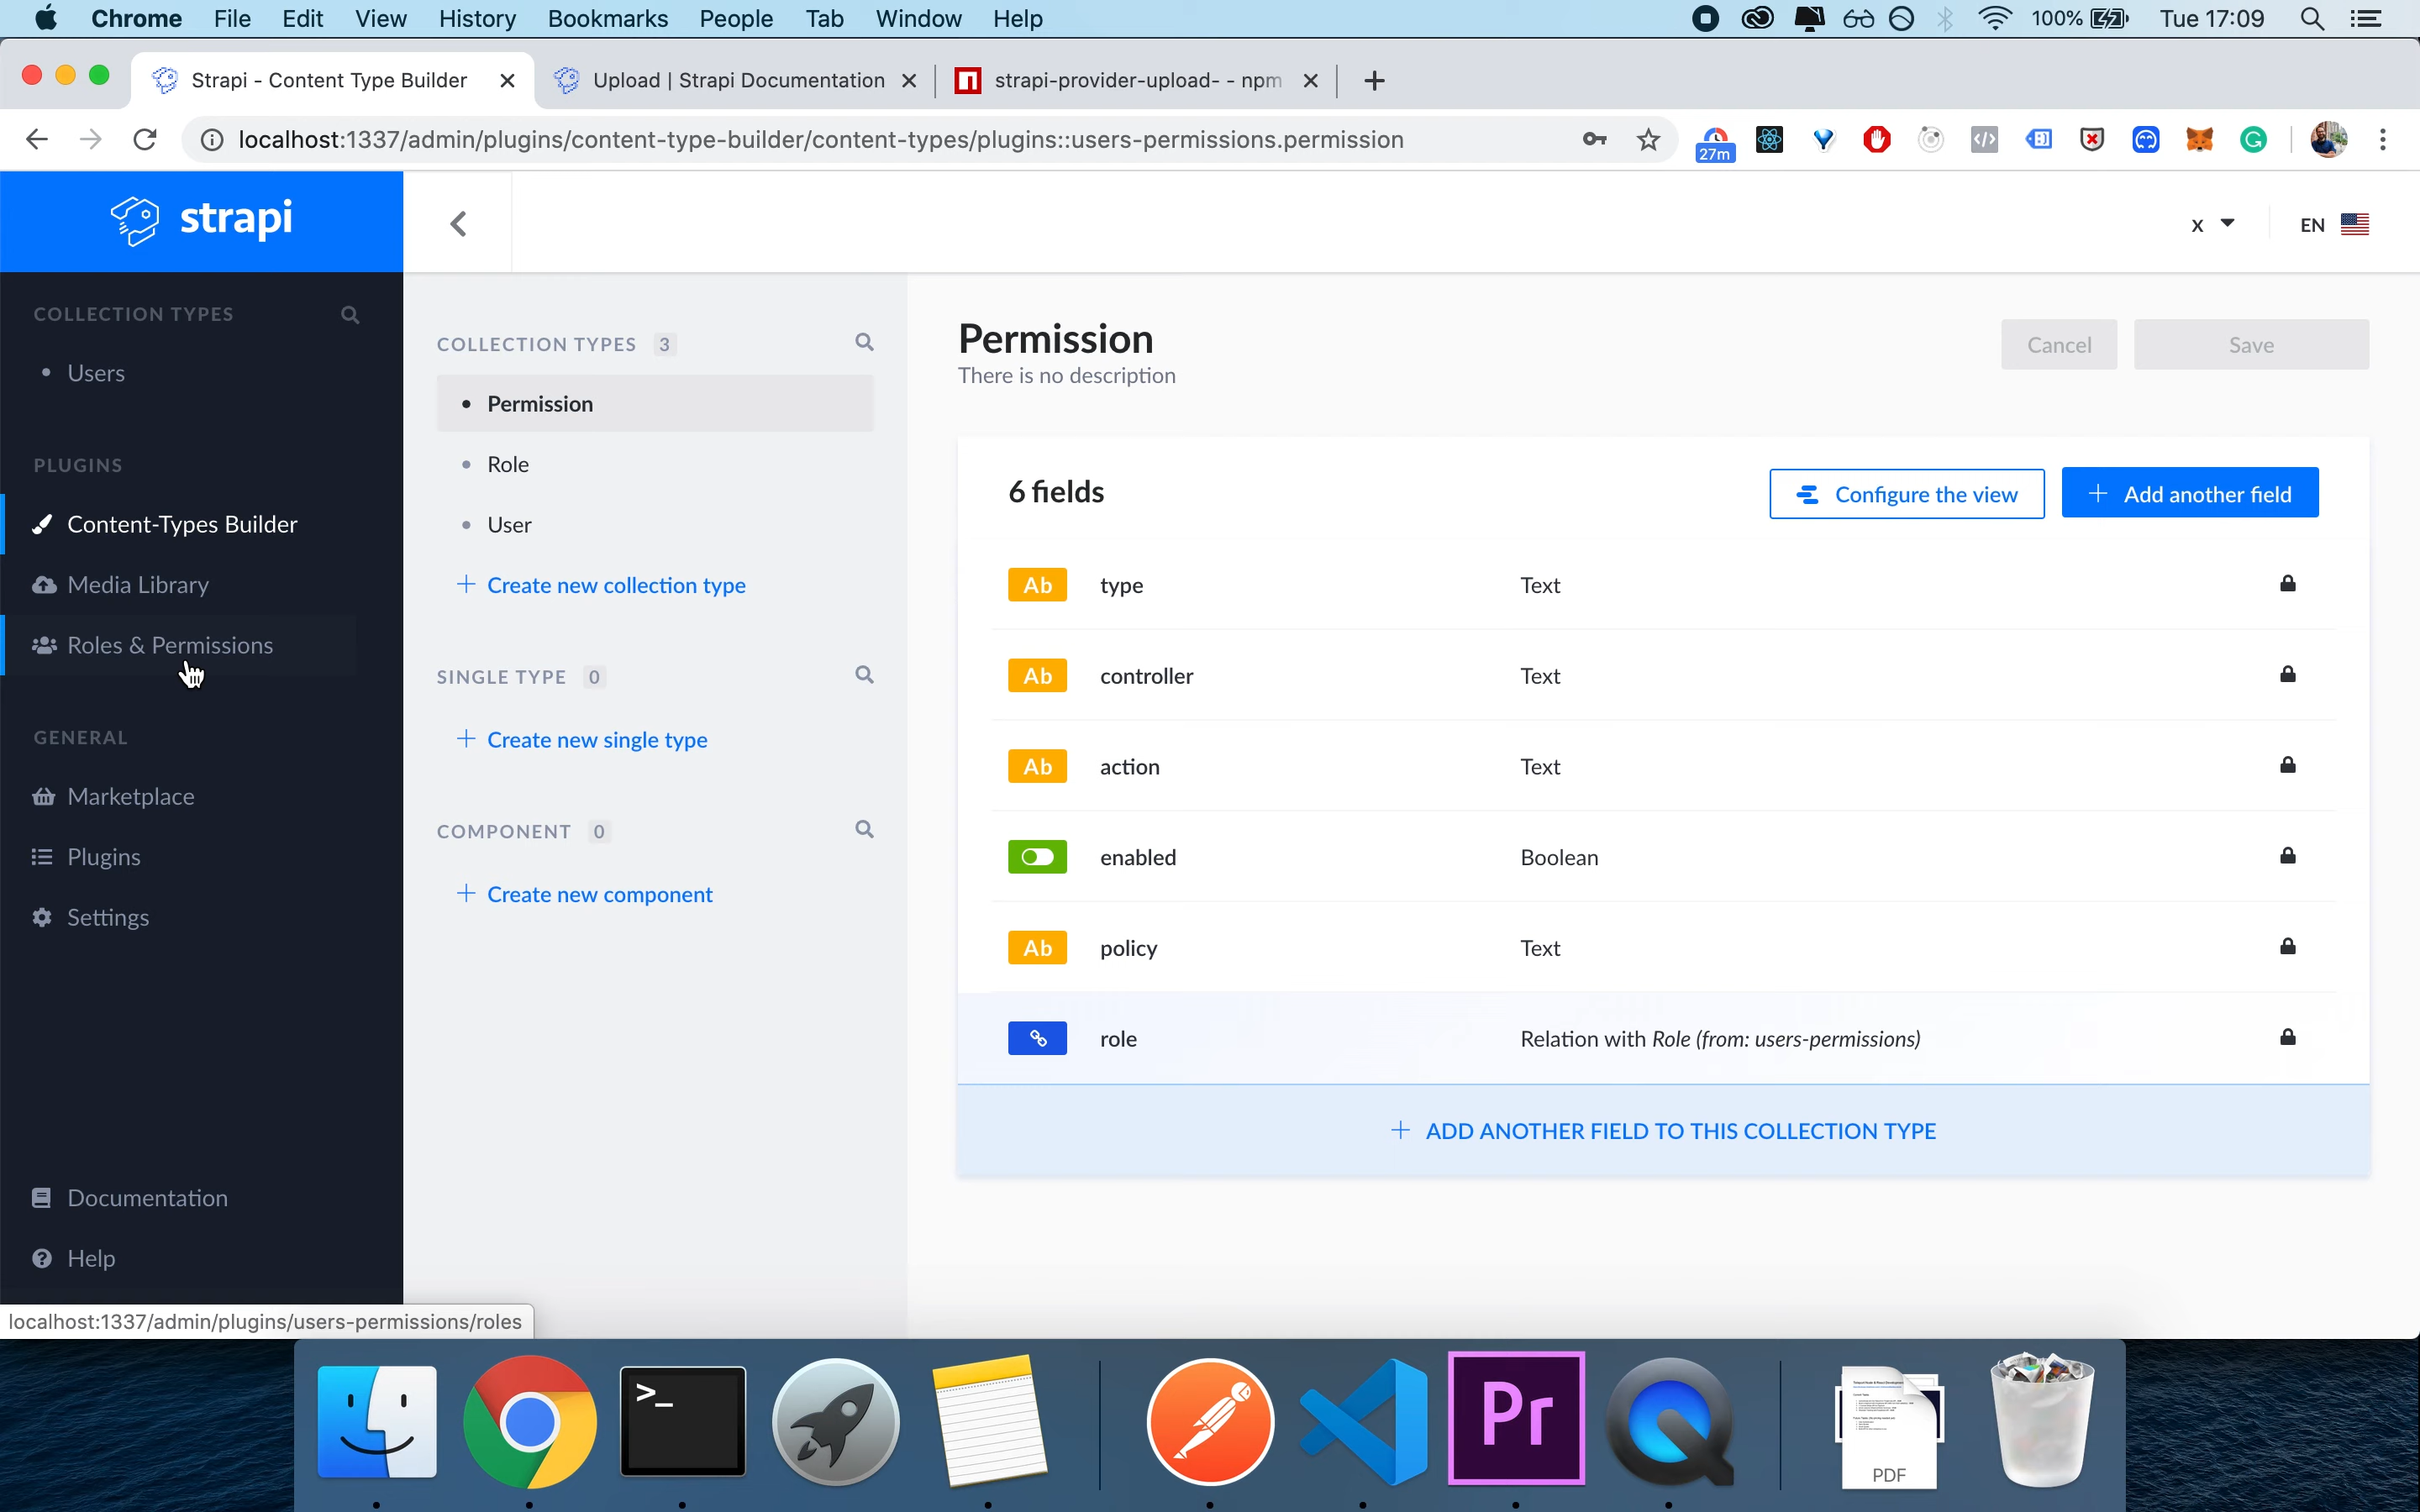 Chrome File Edit View History Bookmarks People Tab Window Help 100% Tue 17:09
Strapi - Content Type Builder Upload | Strapi Documentation strapi-provider-upload- - npm
localhost:1337/admin/plugins/content-type-builder/content-types/plugins::users-permissions.permission
27m
strapi
x EN
COLLECTION TYPES
Users
PLUGINS
Content-Types Builder
Media Library
Roles & Permissions
GENERAL
Marketplace
Plugins
Settings
Documentation
Help
localhost:1337/admin/plugins/users-permissions/roles
COLLECTION TYPES 3
Permission
Role
User
Create new collection type
SINGLE TYPE 0
Create new single type
COMPONENT 0
Create new component
Permission
There is no description
Cancel Save
6 fields
Configure the view
Add another field
Ab type Text
Ab controller Text
Ab action Text
enabled Boolean
Ab policy Text
role Relation with Role (from: users-permissions)
ADD ANOTHER FIELD TO THIS COLLECTION TYPE
Pr
PDF